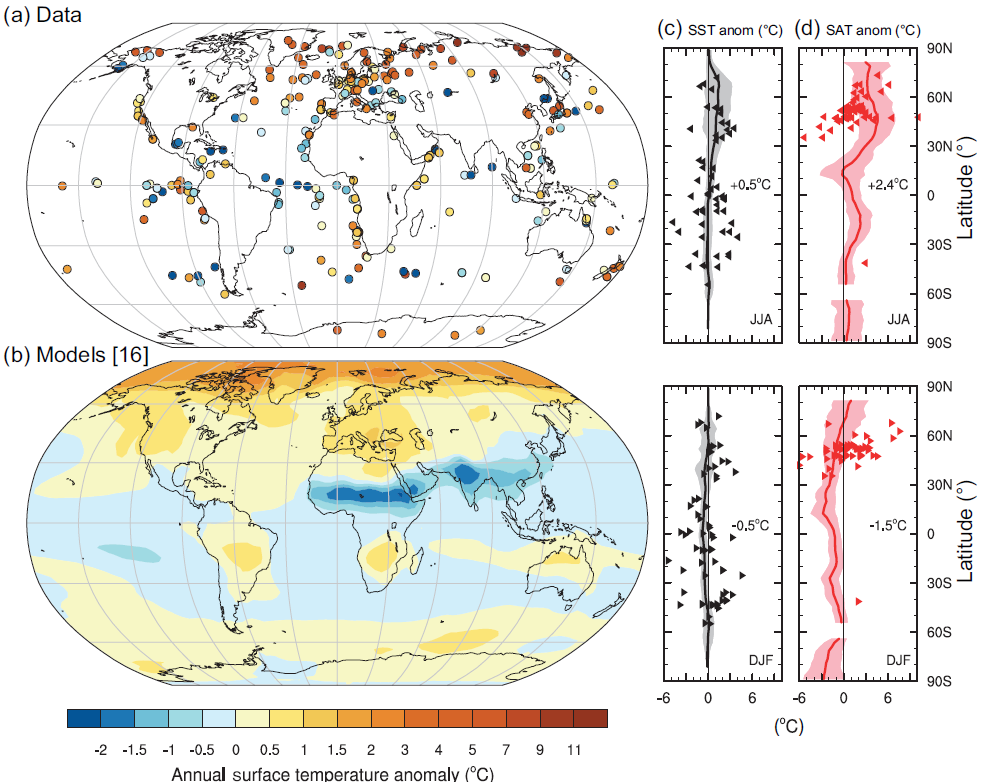 (a) Data
(c) SST anom (°C)
(d) SAT anom (°C)
90N
60N
30N
0
30S
60S
90S
Latitude (°)
+0.5°C
+2.4°C
JJA
JJA
(b) Models [16]
90N
60N
30N
0
30S
60S
90S
Latitude (°)
-0.5°C
-1.5°C
DJF
DJF
-6 0 6
-6 0 6
(°C)
-2 -1.5 -1 -0.5 0 0.5 1 1.5 2 3 4 5 7 9 11
Annual surface temperature anomaly (°C)